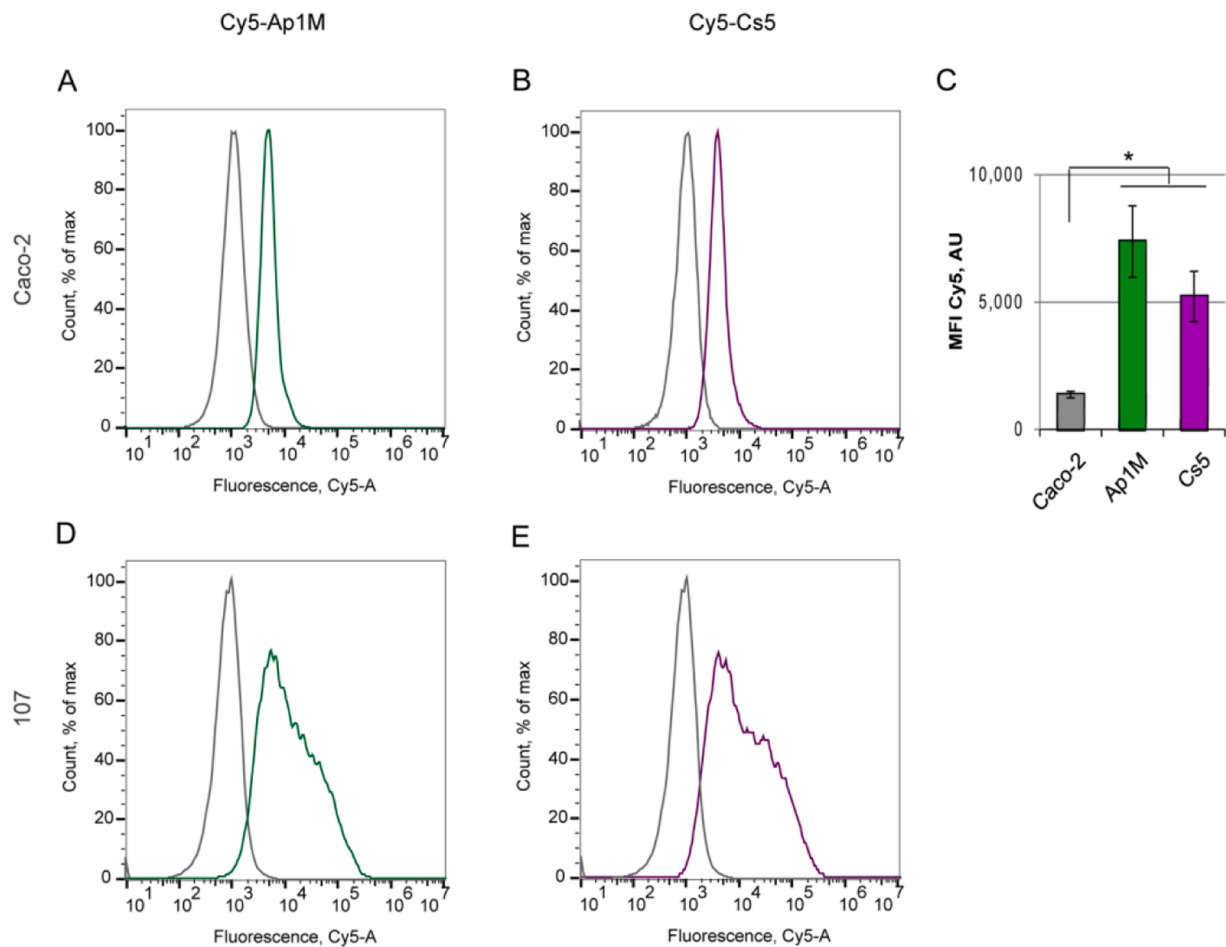 Cy5-Ap1M
Cy5-Cs5
A
B
C
Caco-2
Count, % of max
100
80
60
40
20
0
10^1 10^2 10^3 10^4 10^5 10^6 10^7
Fluorescence, Cy5-A
Count, % of max
100
80
60
40
20
0
10^1 10^2 10^3 10^4 10^5 10^6 10^7
Fluorescence, Cy5-A
*
MFI Cy5, AU
10,000
5,000
0
Caco-2
Ap1M
Cs5
D
E
107
Count, % of max
100
80
60
40
20
0
10^1 10^2 10^3 10^4 10^5 10^6 10^7
Fluorescence, Cy5-A
Count, % of max
100
80
60
40
20
0
10^1 10^2 10^3 10^4 10^5 10^6 10^7
Fluorescence, Cy5-A